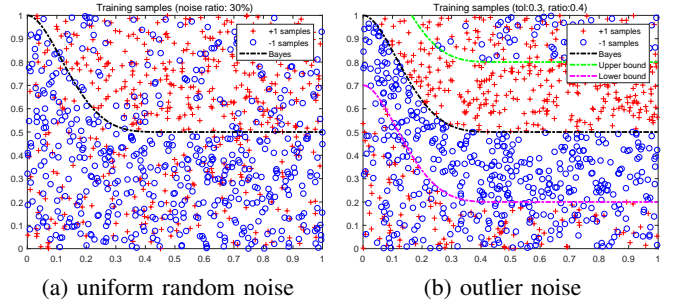 Training samples (noise ratio: 30%)
+1 samples
-1 samples
Bayes
1
0.9
0.8
0.7
0.6
0.5
0.4
0.3
0.2
0.1
0
0 0.1 0.2 0.3 0.4 0.5 0.6 0.7 0.8 0.9 1
(a) uniform random noise
Training samples (tol:0.3, ratio:0.4)
+1 samples
-1 samples
Bayes
Upper bound
Lower bound
1
0.9
0.8
0.7
0.6
0.5
0.4
0.3
0.2
0.1
0
0 0.1 0.2 0.3 0.4 0.5 0.6 0.7 0.8 0.9 1
(b) outlier noise